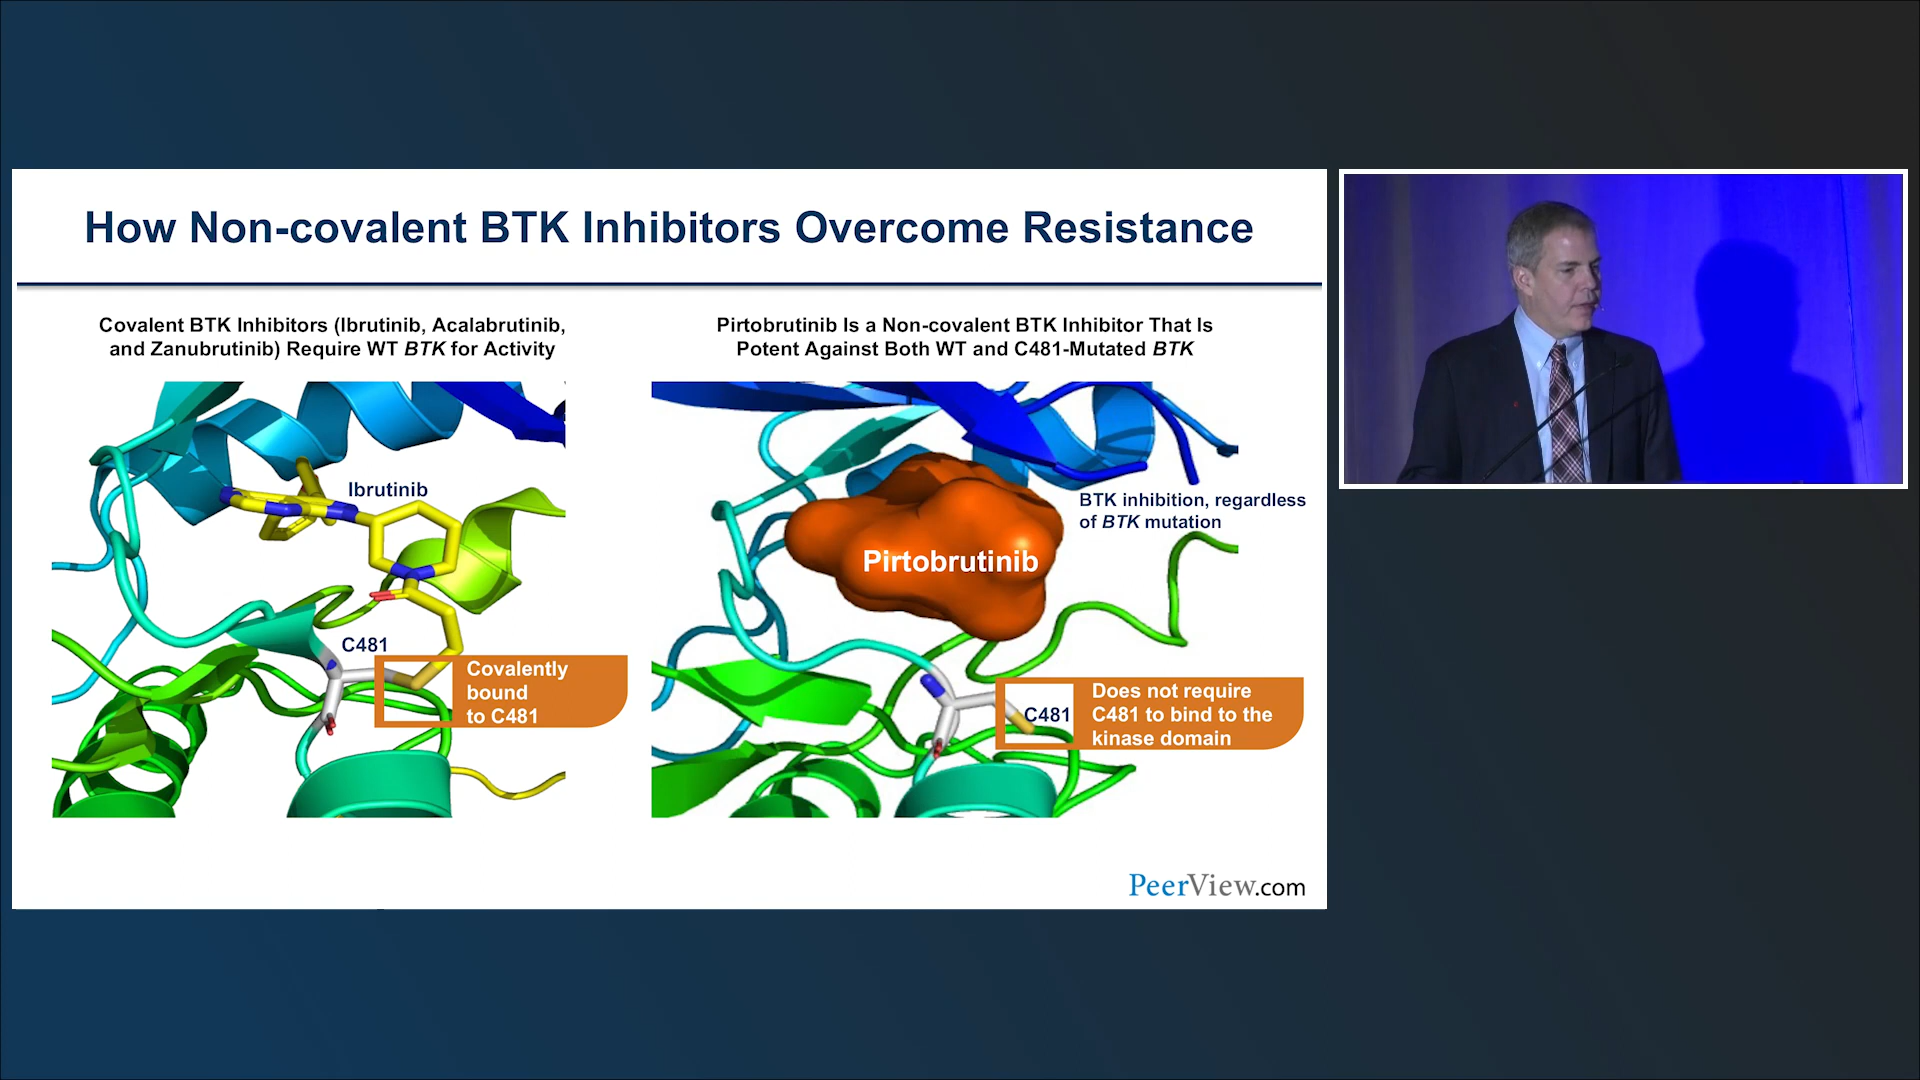 How Non-covalent BTK Inhibitors Overcome Resistance
Covalent BTK Inhibitors (Ibrutinib, Acalabrutinib,
and Zanubrutinib) Require WT BTK for Activity
Ibrutinib
C481
Covalently
bound
to C481
Pirtobrutinib Is a Non-covalent BTK Inhibitor That Is
Potent Against Both WT and C481-Mutated BTK
BTK inhibition, regardless
of BTK mutation
Pirtobrutinib
C481
Does not require
C481 to bind to the
kinase domain
PeerView.com